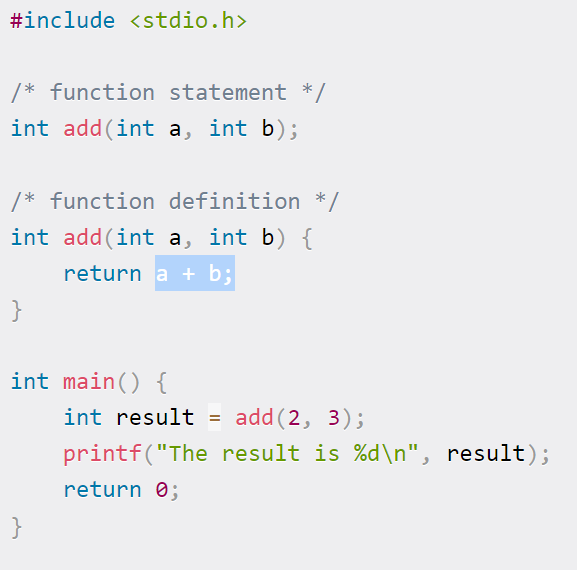 #include <stdio.h>
/* function statement */
int add(int a, int b);
/* function definition */
int add(int a, int b) {
    return a + b;
}
int main() {
    int result = add(2, 3);
    printf("The result is %d\n", result);
    return 0;
}